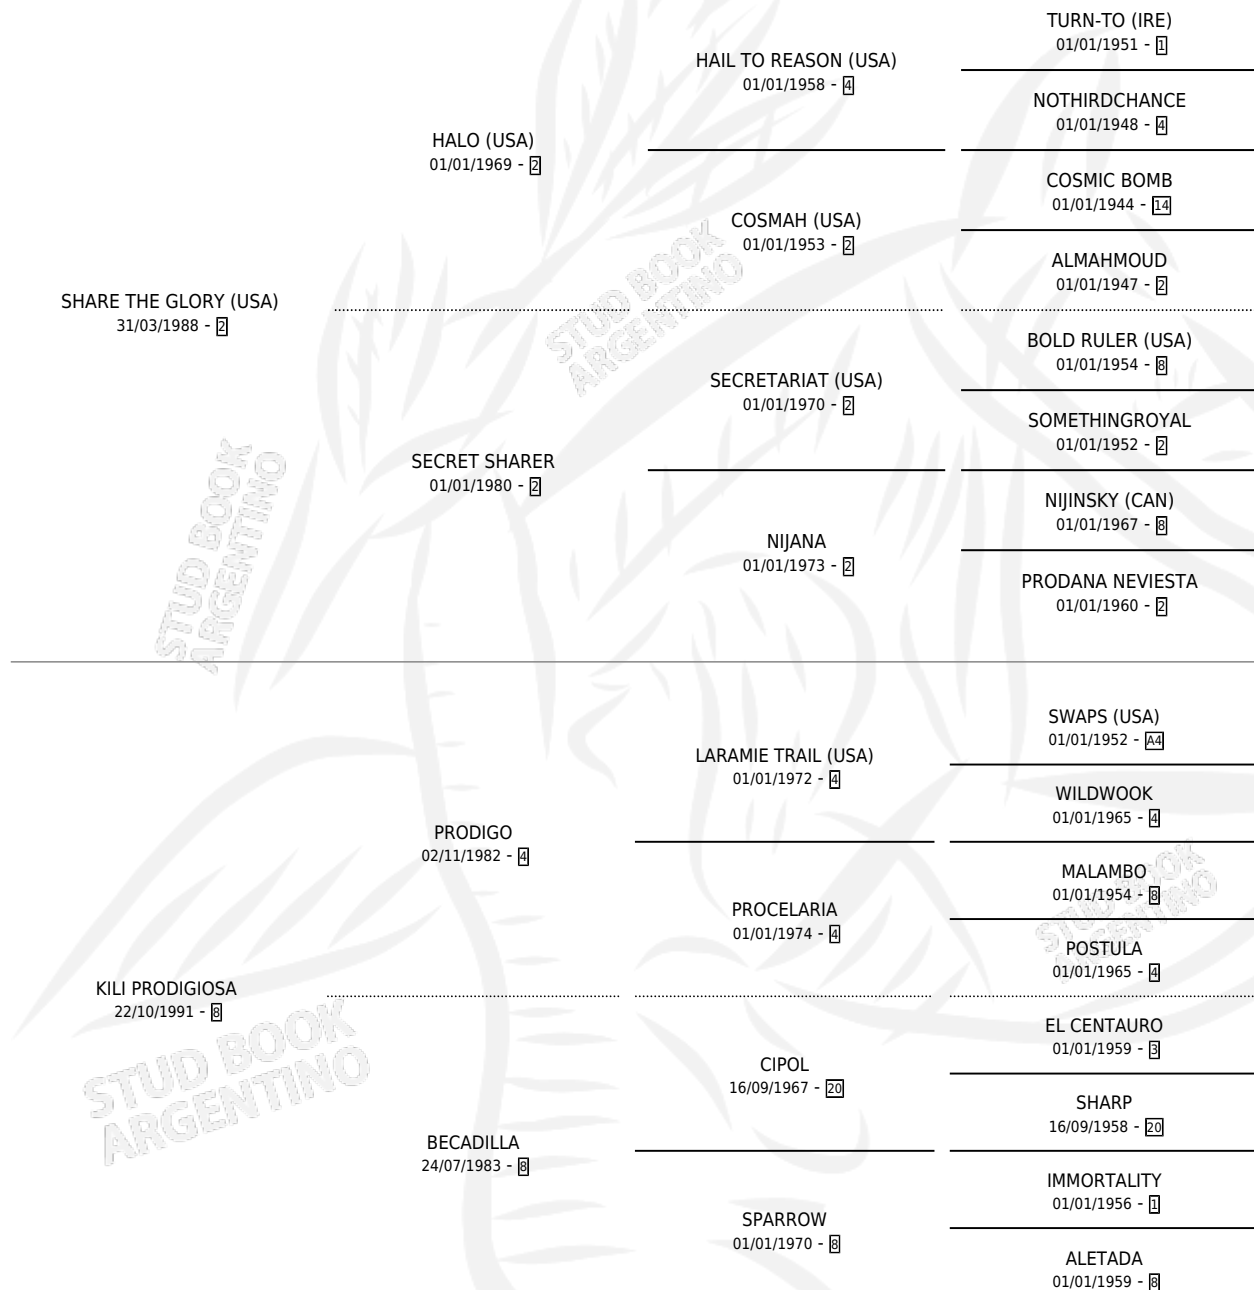 TURN-TO (IRE)
01/01/1951 - 1
HAIL TO REASON (USA)
01/01/1958 - 4
NOTHIRDCHANCE
01/01/1948 - 4
HALO (USA)
01/01/1969 - 2
COSMIC BOMB
01/01/1944 - 14
COSMAH (USA)
01/01/1953 - 2
ALMAHMOUD
01/01/1947 - 2
SHARE THE GLORY (USA)
31/03/1988 - 2
BOLD RULER (USA)
01/01/1954 - 8
SECRETARIAT (USA)
01/01/1970 - 2
SOMETHINGROYAL
01/01/1952 - 2
SECRET SHARER
01/01/1980 - 2
NIJINSKY (CAN)
01/01/1967 - 8
NIJANA
01/01/1973 - 2
PRODANA NEVIESTA
01/01/1960 - 2
SWAPS (USA)
01/01/1952 - A4
LARAMIE TRAIL (USA)
01/01/1972 - 4
WILDWOOK
01/01/1965 - 4
PRODIGO
02/11/1982 - 4
MALAMBO
01/01/1954 - 8
PROCELARIA
01/01/1974 - 4
POSTULA
01/01/1965 - 4
KILI PRODIGIOSA
22/10/1991 - 8
EL CENTAURO
01/01/1959 - 3
CIPOL
16/09/1967 - 20
SHARP
16/09/1958 - 20
BECADILLA
24/07/1983 - 8
IMMORTALITY
01/01/1956 - 1
SPARROW
01/01/1970 - 8
ALETADA
01/01/1959 - 8
STUD BOOK
ARGENTINO
STUD BOOK
ARGENTINO
STUD BOOK
ARGENTINO
STUD BOOK
ARGENTINO